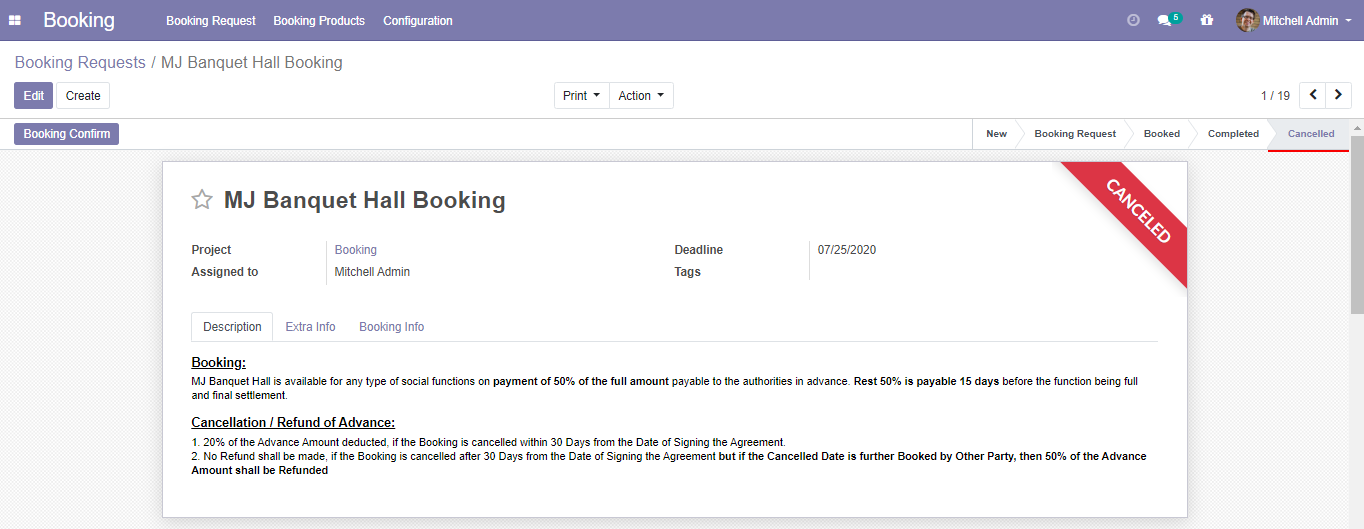 Booking Booking Request Booking Products Configuration 5 Mitchell Admin
Booking Requests / MJ Banquet Hall Booking
Edit Create Print Action 1 / 19
Booking Confirm New Booking Request Booked Completed Cancelled
CANCELED
MJ Banquet Hall Booking
Project Booking Deadline 07/25/2020
Assigned to Mitchell Admin Tags
Description Extra Info Booking Info
Booking:
MJ Banquet Hall is available for any type of social functions on payment of 50% of the full amount payable to the authorities in advance. Rest 50% is payable 15 days before the function being full
and final settlement.
Cancellation / Refund of Advance:
1. 20% of the Advance Amount deducted, if the Booking is cancelled within 30 Days from the Date of Signing the Agreement.
2. No Refund shall be made, if the Booking is cancelled after 30 Days from the Date of Signing the Agreement but if the Cancelled Date is further Booked by Other Party, then 50% of the Advance
Amount shall be Refunded